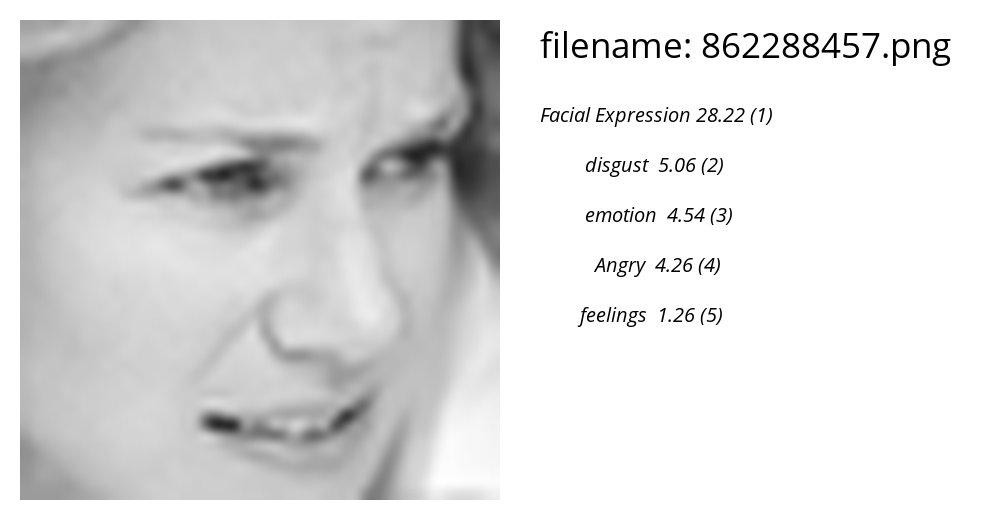 filename: 862288457.png
Facial Expression 28.22 (1)
disgust 5.06 (2)
emotion 4.54 (3)
Angry 4.26 (4)
feelings 1.26 (5)